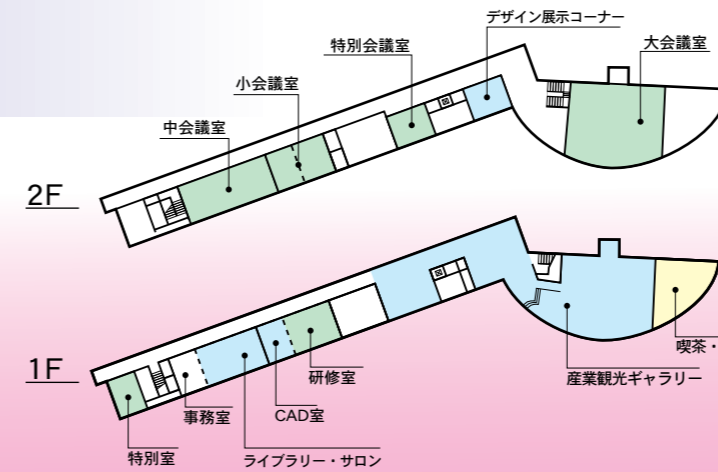 デザイン展示コーナー
特別会議室
大会議室
小会議室
中会議室
2F
1F
喫茶・
産業観光ギャラリー
研修室
CAD室
事務室
特別室
ライブラリー・サロン